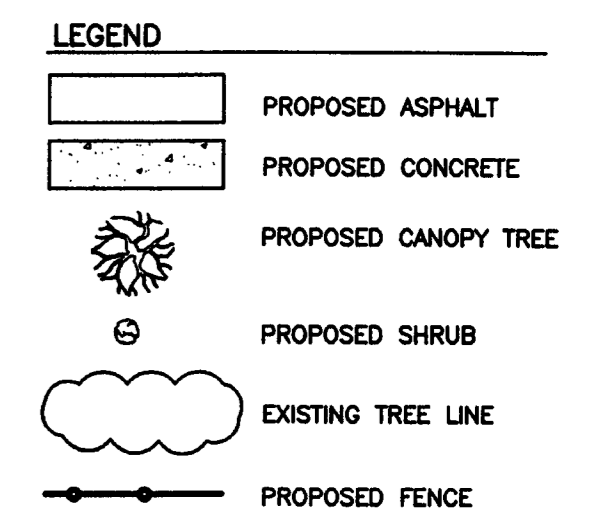 LEGEND
PROPOSED ASPHALT
PROPOSED CONCRETE
PROPOSED CANOPY TREE
PROPOSED SHRUB
EXISTING TREE LINE
PROPOSED FENCE